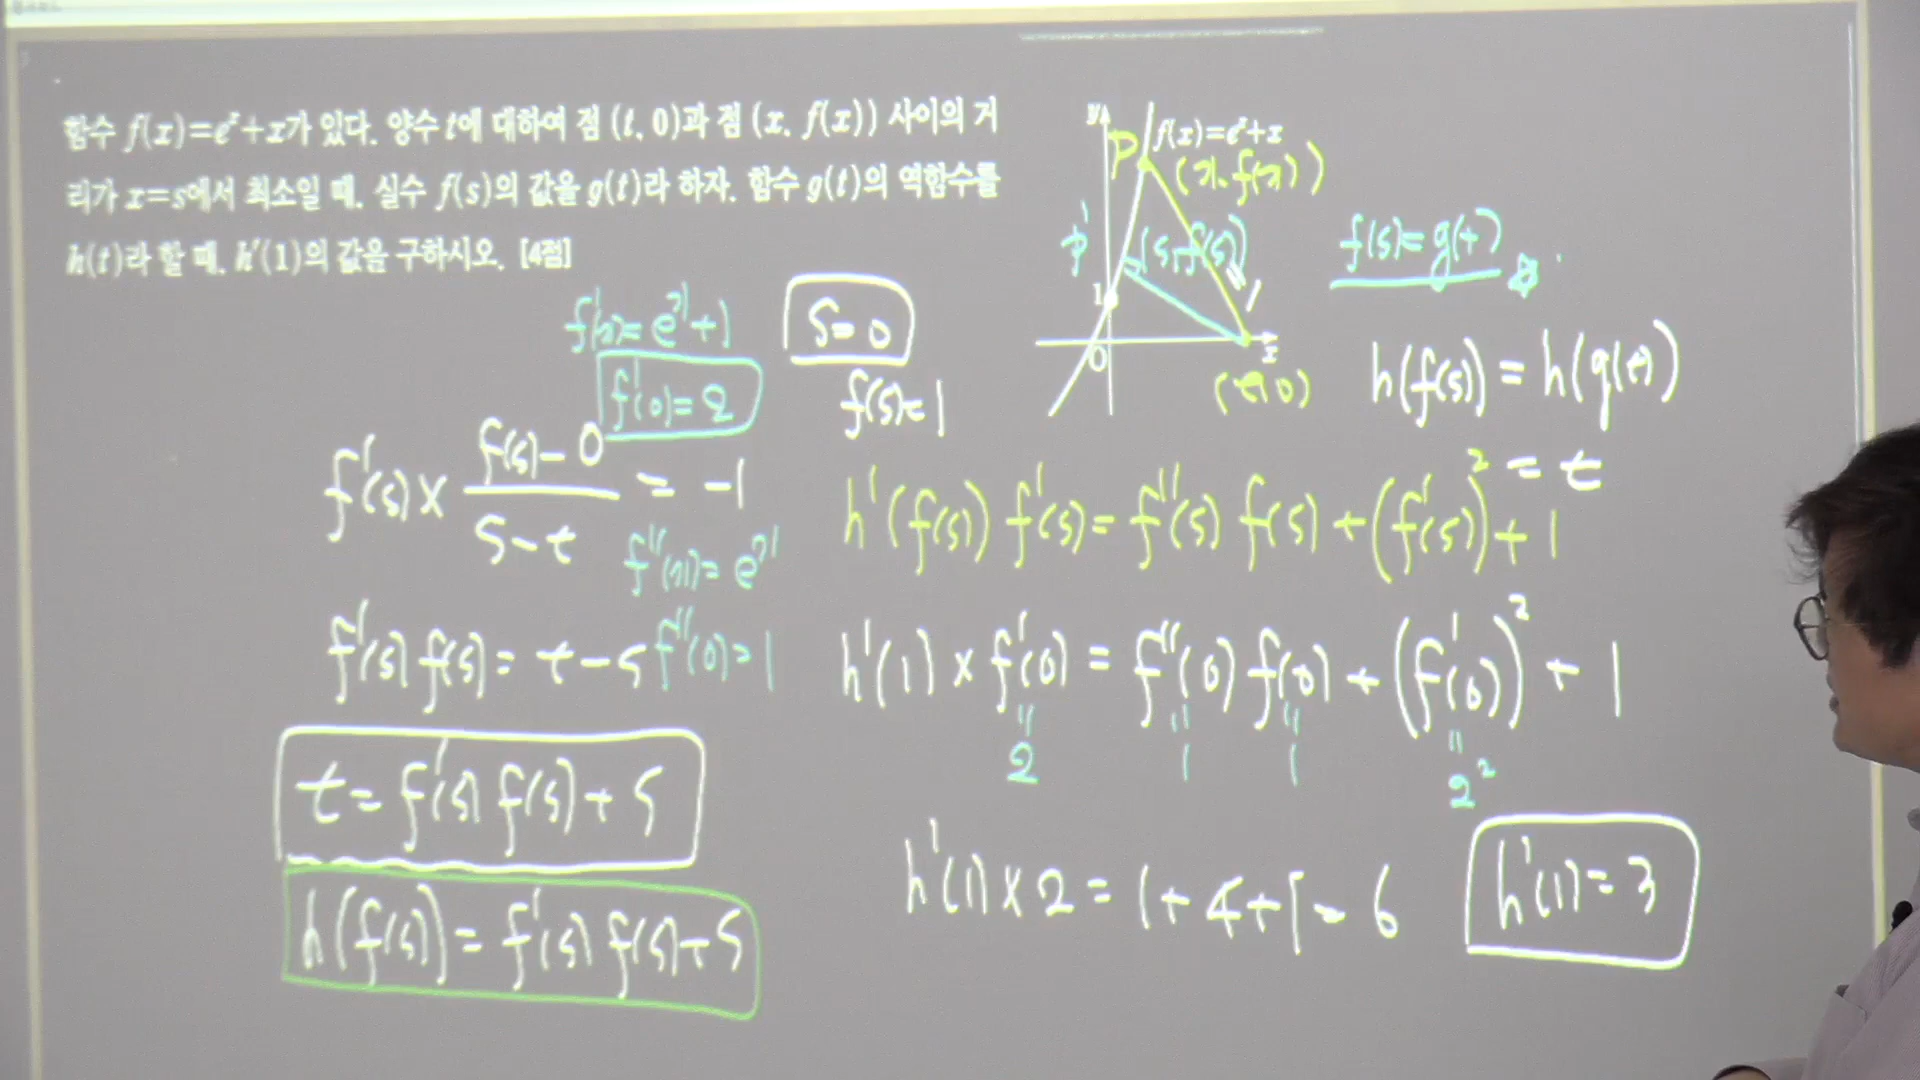 함수 f(x)=eˣ+x가 있다. 양수 t에 대하여 점 (t, 0)과 점 (x, f(x)) 사이의 거
리가 x=s에서 최소일 때, 실수 f(s)의 값을 g(t)라 하자. 함수 g(t)의 역함수를
h(t)라 할 때, h′(1)의 값을 구하시오. [4점]
y
f(x)=eˣ+x
P
(x, f(x))
p′
(s, f(s))
1
0
x
(t, 0)
f(s)=g(t)
f′(x)=eˣ+1
f′(0)=2
s=0
f(s)=1
h(f(s))=h(g(t))
=t
f′(s)× (f(s)-0)/(s-t) = -1
f″(x)=eˣ
f′(s)f(s)=t-s
f″(0)=1
t=f′(s)f(s)+s
h(f(s))=f′(s)f(s)+s
h′(f(s))f′(s)=f″(s)f(s)+(f′(s))²+1
h′(1)×f′(0)=f″(0)f(0)+(f′(0))²+1
" " " "
2 1 1 2²
h′(1)×2=1+4+1=6
h′(1)=3